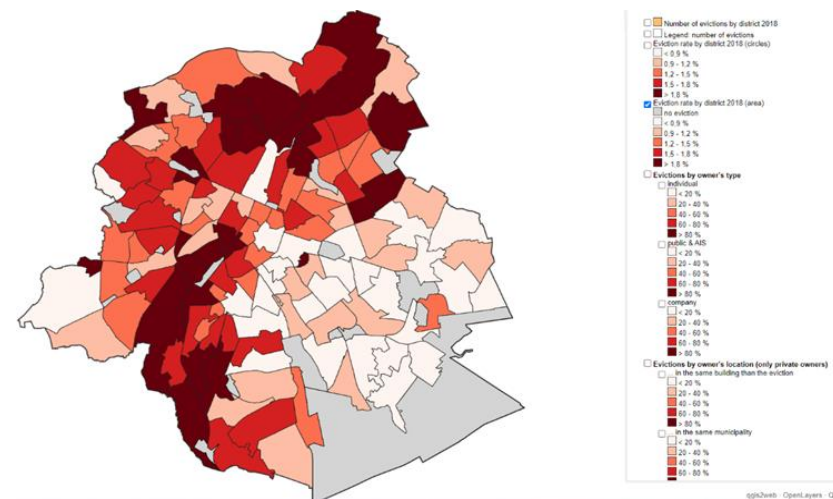 Number of evictions by district 2018
Legend number of evictions
Eviction rate by district 2018 (circles)
< 0.9 %
0.9 - 1.2 %
1.2 - 1.5 %
1.5 - 1.8 %
> 1.8 %
Eviction rate by district 2018 (area)
no eviction
< 0.9 %
0.9 - 1.2 %
1.2 - 1.5 %
1.5 - 1.8 %
> 1.8 %
Evictions by owner's type
individual
< 20 %
20 - 40 %
40 - 60 %
60 - 80 %
> 80 %
public & AIS
< 20 %
20 - 40 %
40 - 60 %
60 - 80 %
> 80 %
company
< 20 %
20 - 40 %
40 - 60 %
60 - 80 %
> 80 %
Evictions by owner's location (only private owners)
... in the same building than the eviction
< 20 %
20 - 40 %
40 - 60 %
60 - 80 %
> 80 %
... in the same municipality
< 20 %
20 - 40 %
40 - 60 %
60 - 80 %
qgis2web · OpenLayers ·